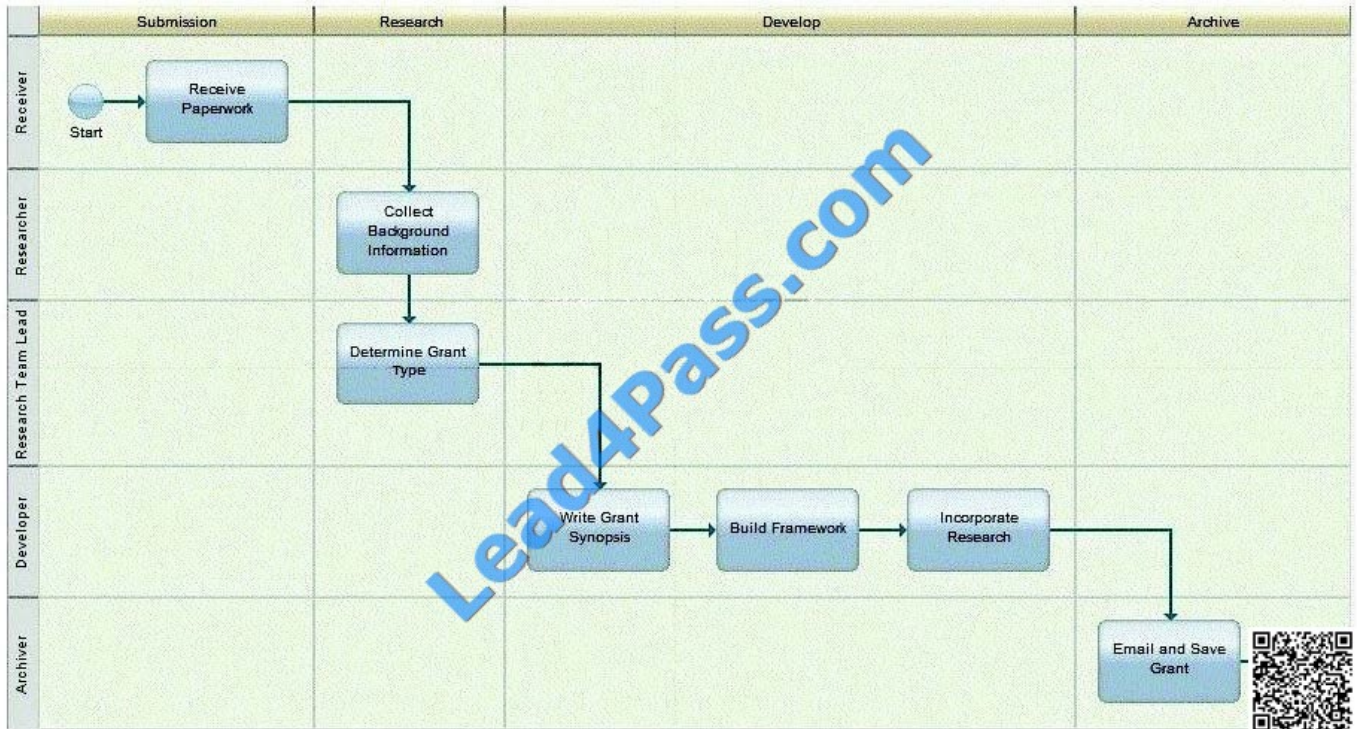 Submission
Research
Develop
Archive
Receiver
Start
Receive
Paperwork
Researcher
Collect
Background
Information
Research Team Lead
Determine Grant
Type
Developer
Write Grant
Synopsis
Build Framework
Incorporate
Research
Archiver
Email and Save
Grant
Lead4Pass.com